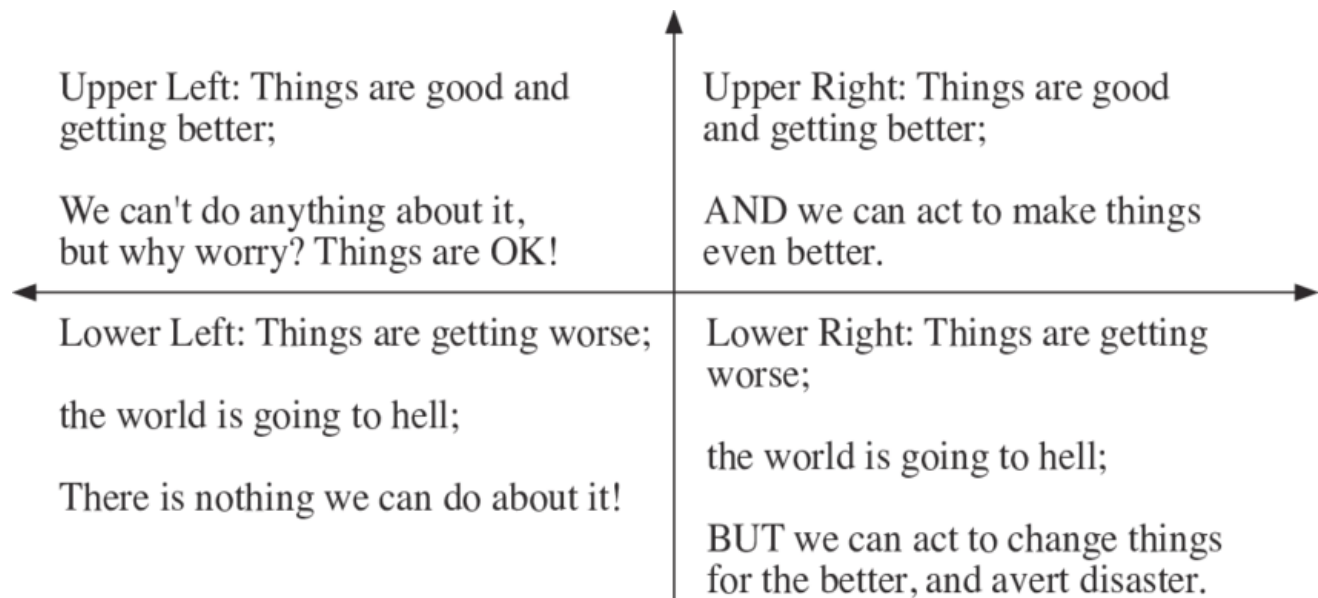 Upper Left: Things are good and
getting better;
We can't do anything about it,
but why worry? Things are OK!
Upper Right: Things are good
and getting better;
AND we can act to make things
even better.
Lower Left: Things are getting worse;
the world is going to hell;
There is nothing we can do about it!
Lower Right: Things are getting
worse;
the world is going to hell;
BUT we can act to change things
for the better, and avert disaster.